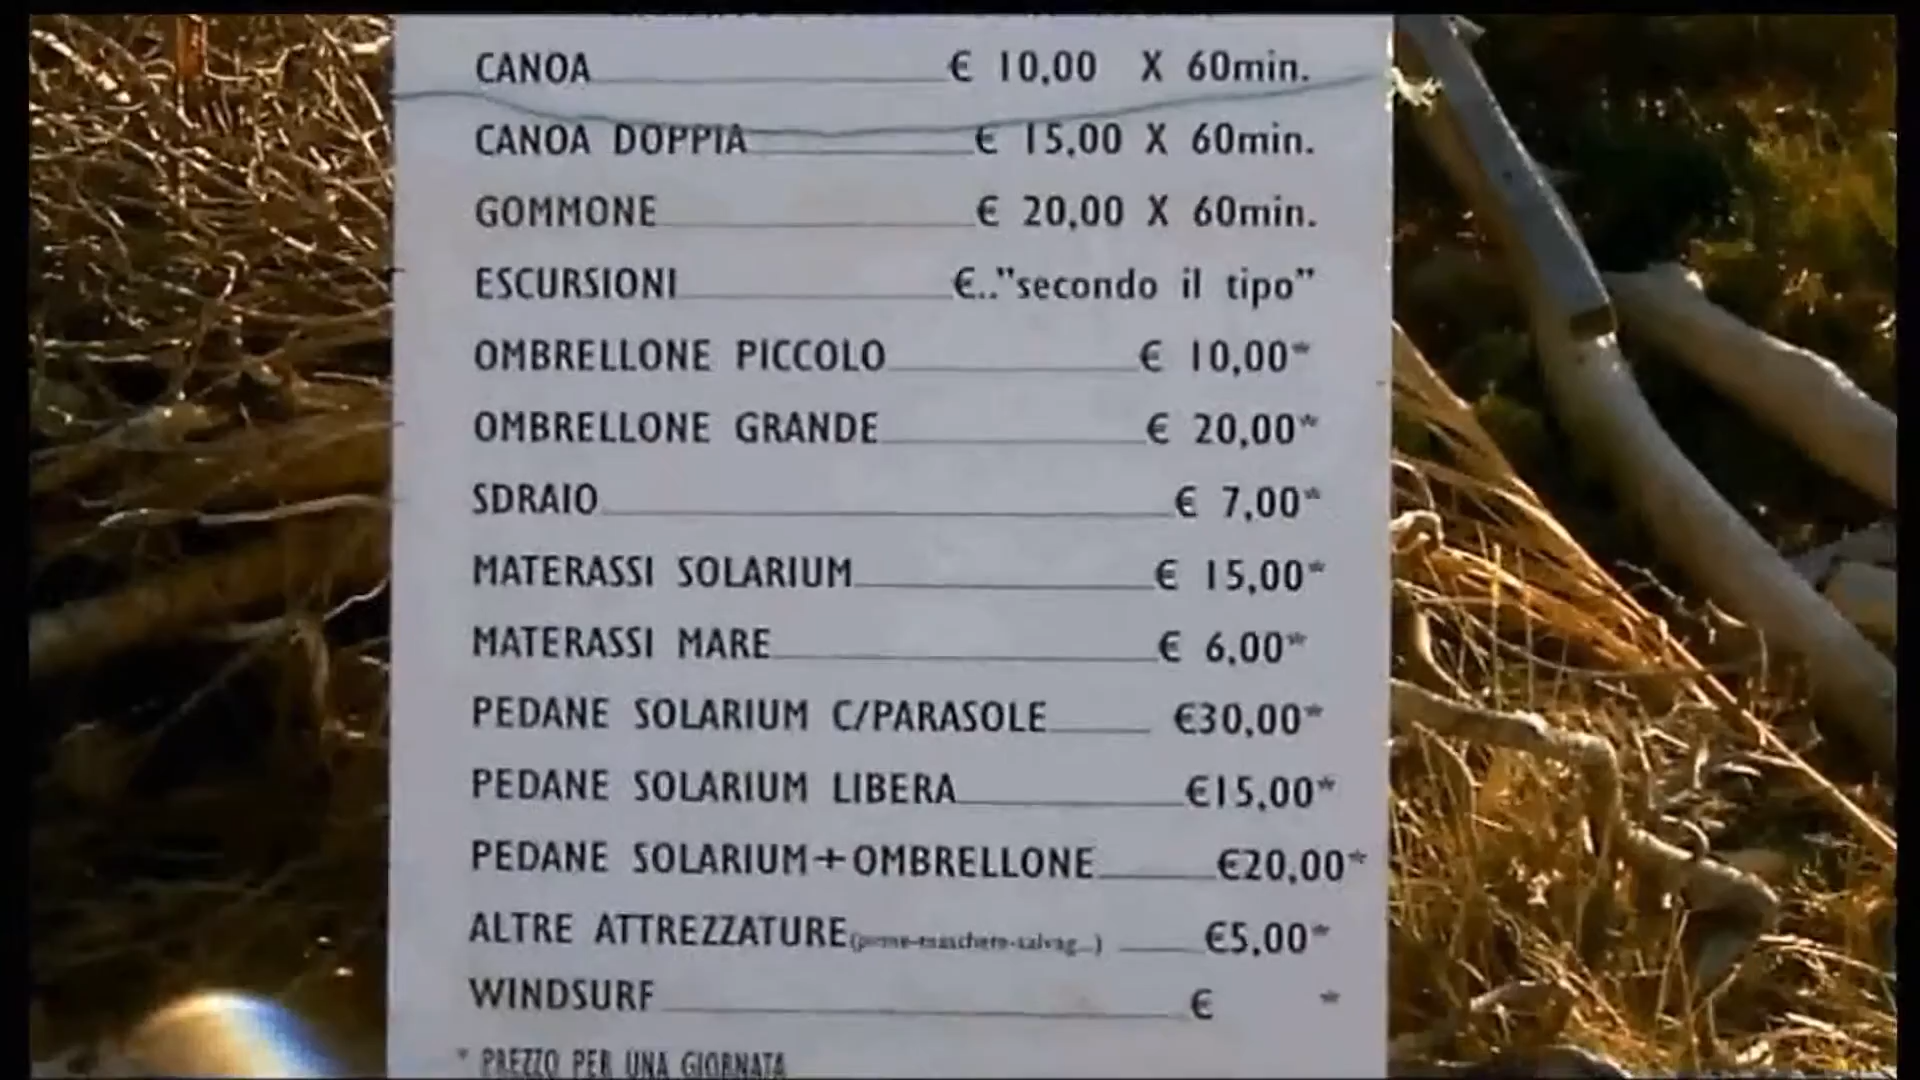 CANOA € 10,00 X 60min.
CANOA DOPPIA € 15,00 X 60min.
GOMMONE € 20,00 X 60min.
ESCURSIONI €.."secondo il tipo"
OMBRELLONE PICCOLO € 10,00*
OMBRELLONE GRANDE € 20,00*
SDRAIO € 7,00*
MATERASSI SOLARIUM € 15,00*
MATERASSI MARE € 6,00*
PEDANE SOLARIUM C/PARASOLE €30,00*
PEDANE SOLARIUM LIBERA €15,00*
PEDANE SOLARIUM+OMBRELLONE €20,00*
ALTRE ATTREZZATURE (pinne-maschere-salvag...) €5,00*
WINDSURF € *
* PREZZO PER UNA GIORNATA